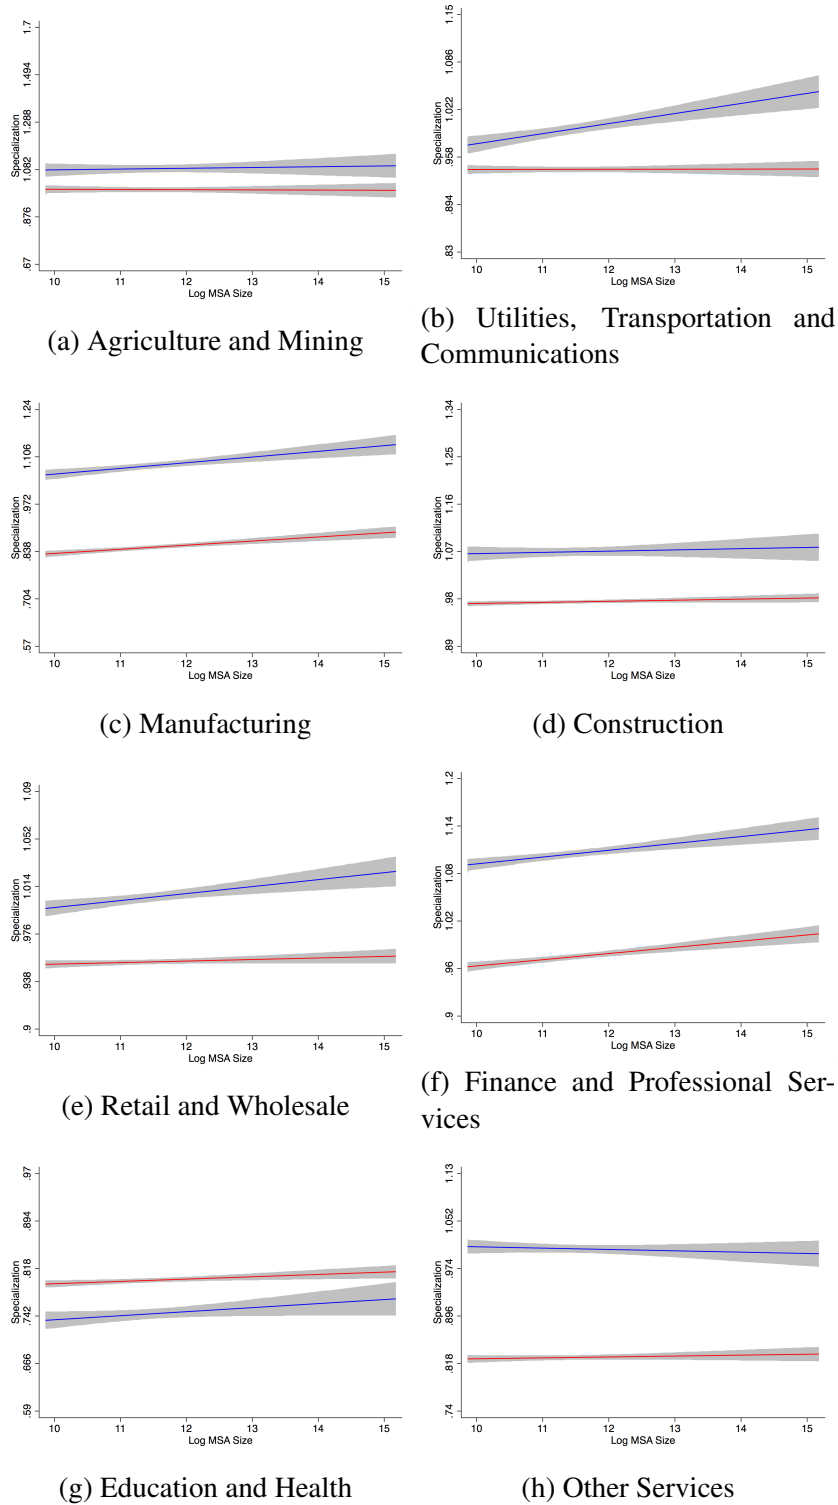 1.7
1.494
1.288
1.082
.876
.67
Specialization
10 11 12 13 14 15
Log MSA Size
(a) Agriculture and Mining
1.15
1.086
1.022
.958
.894
.83
Specialization
10 11 12 13 14 15
Log MSA Size
(b) Utilities, Transportation and
Communications
1.24
1.106
.972
.838
.704
.57
Specialization
10 11 12 13 14 15
Log MSA Size
(c) Manufacturing
1.34
1.25
1.16
1.07
.98
.89
Specialization
10 11 12 13 14 15
Log MSA Size
(d) Construction
1.09
1.052
1.014
.976
.938
.9
Specialization
10 11 12 13 14 15
Log MSA Size
(e) Retail and Wholesale
1.2
1.14
1.08
1.02
.96
.9
Specialization
10 11 12 13 14 15
Log MSA Size
(f) Finance and Professional Ser-
vices
.97
.894
.818
.742
.666
.59
Specialization
10 11 12 13 14 15
Log MSA Size
(g) Education and Health
1.13
1.052
.974
.896
.818
.74
Specialization
10 11 12 13 14 15
Log MSA Size
(h) Other Services